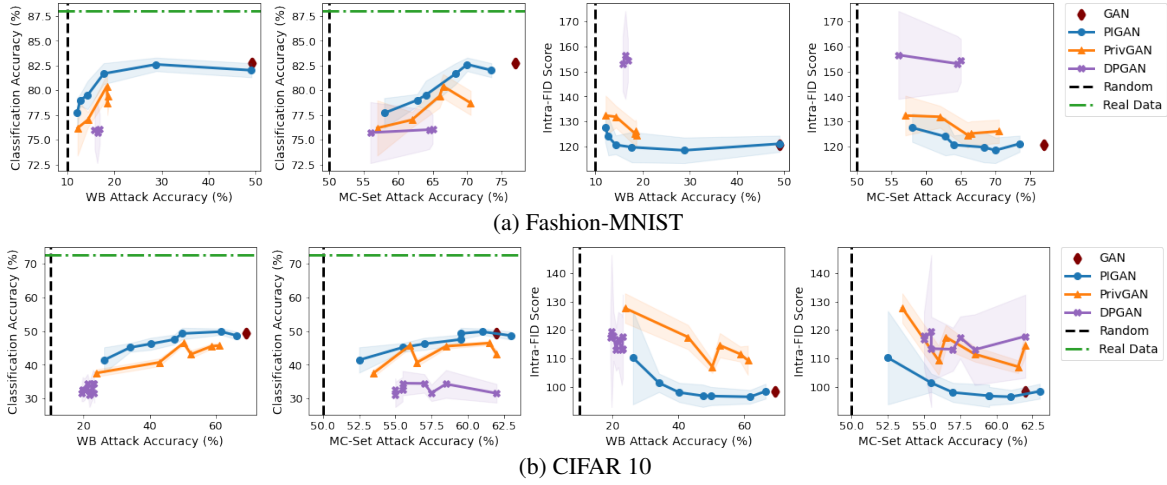 87.5
85.0
82.5
80.0
77.5
75.0
72.5
Classification Accuracy (%)
10 20 30 40 50
WB Attack Accuracy (%)
87.5
85.0
82.5
80.0
77.5
75.0
72.5
Classification Accuracy (%)
50 55 60 65 70 75
MC-Set Attack Accuracy (%)
170
160
150
140
130
120
Intra-FID Score
10 20 30 40 50
WB Attack Accuracy (%)
170
160
150
140
130
120
Intra-FID Score
50 55 60 65 70 75
MC-Set Attack Accuracy (%)
GAN
PIGAN
PrivGAN
DPGAN
Random
Real Data
(a) Fashion-MNIST
70
60
50
40
30
Classification Accuracy (%)
20 40 60
WB Attack Accuracy (%)
70
60
50
40
30
Classification Accuracy (%)
50.0 52.5 55.0 57.5 60.0 62.5
MC-Set Attack Accuracy (%)
140
120
100
Intra-FID Score
20 40 60
WB Attack Accuracy (%)
140
120
100
Intra-FID Score
50.0 52.5 55.0 57.5 60.0 62.5
MC-Set Attack Accuracy (%)
GAN
PIGAN
PrivGAN
DPGAN
Random
Real Data
(b) CIFAR 10